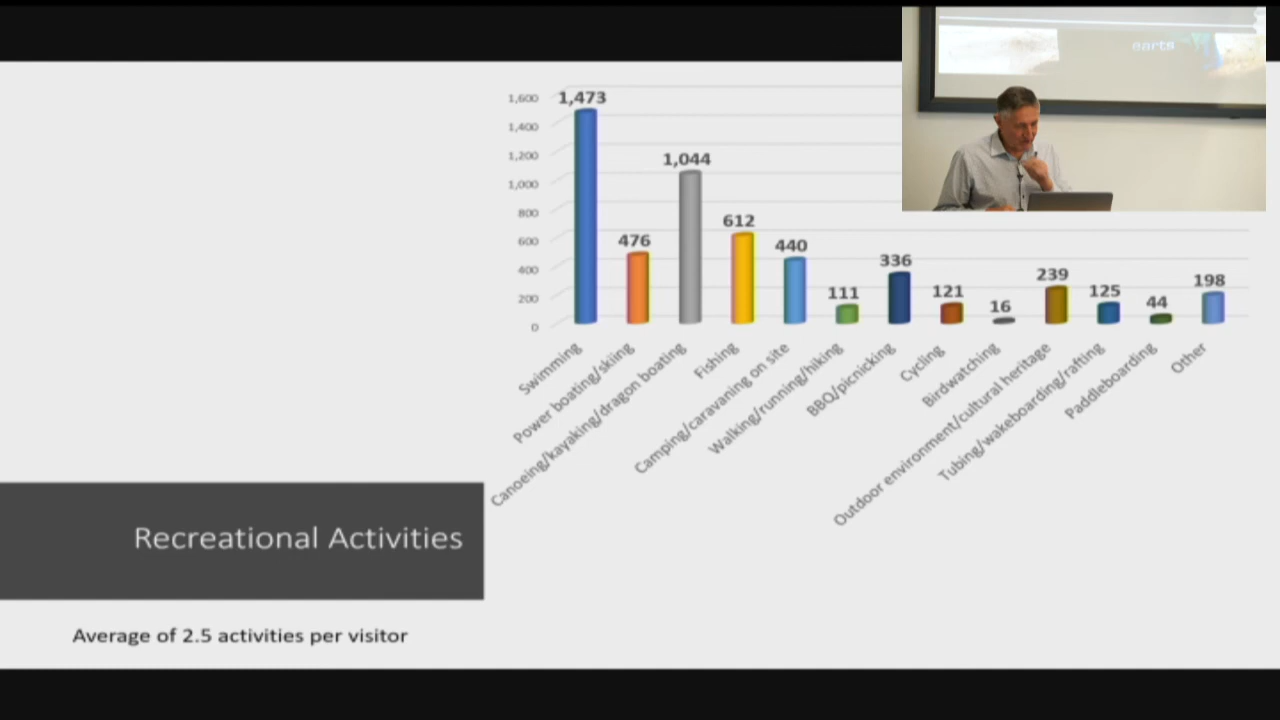 earts
1,600
1,400
1,200
1,000
800
600
400
200
0
1,473
476
1,044
612
440
111
336
121
16
239
125
44
198
Swimming
Power boating/skiing
Canoeing/kayaking/dragon boating
Fishing
Camping/caravaning on site
Walking/running/hiking
BBQ/picnicking
Cycling
Birdwatching
Outdoor environment/cultural heritage
Tubing/wakeboarding/rafting
Paddleboarding
Other
Recreational Activities
Average of 2.5 activities per visitor